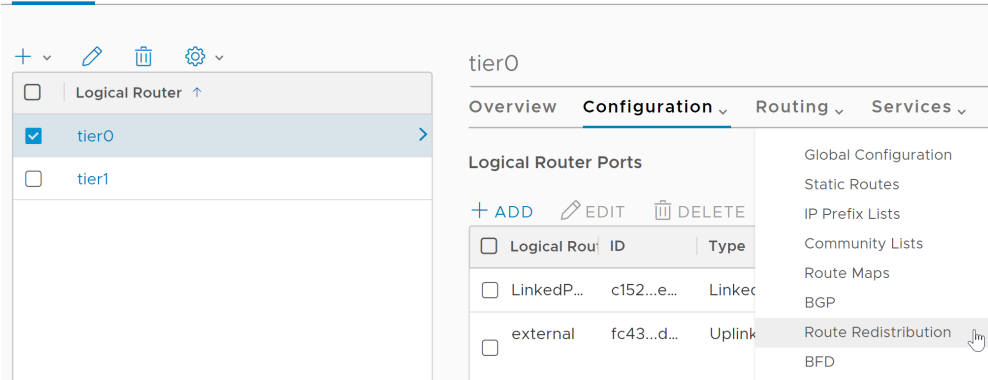 tier0
Logical Router ↑
Overview Configuration Routing Services
tier0
tier1
Logical Router Ports
+ ADD EDIT DELETE
Logical Rout ID Type
LinkedP... c152...e... Linked
external fc43...d... Uplink
Global Configuration
Static Routes
IP Prefix Lists
Community Lists
Route Maps
BGP
Route Redistribution
BFD